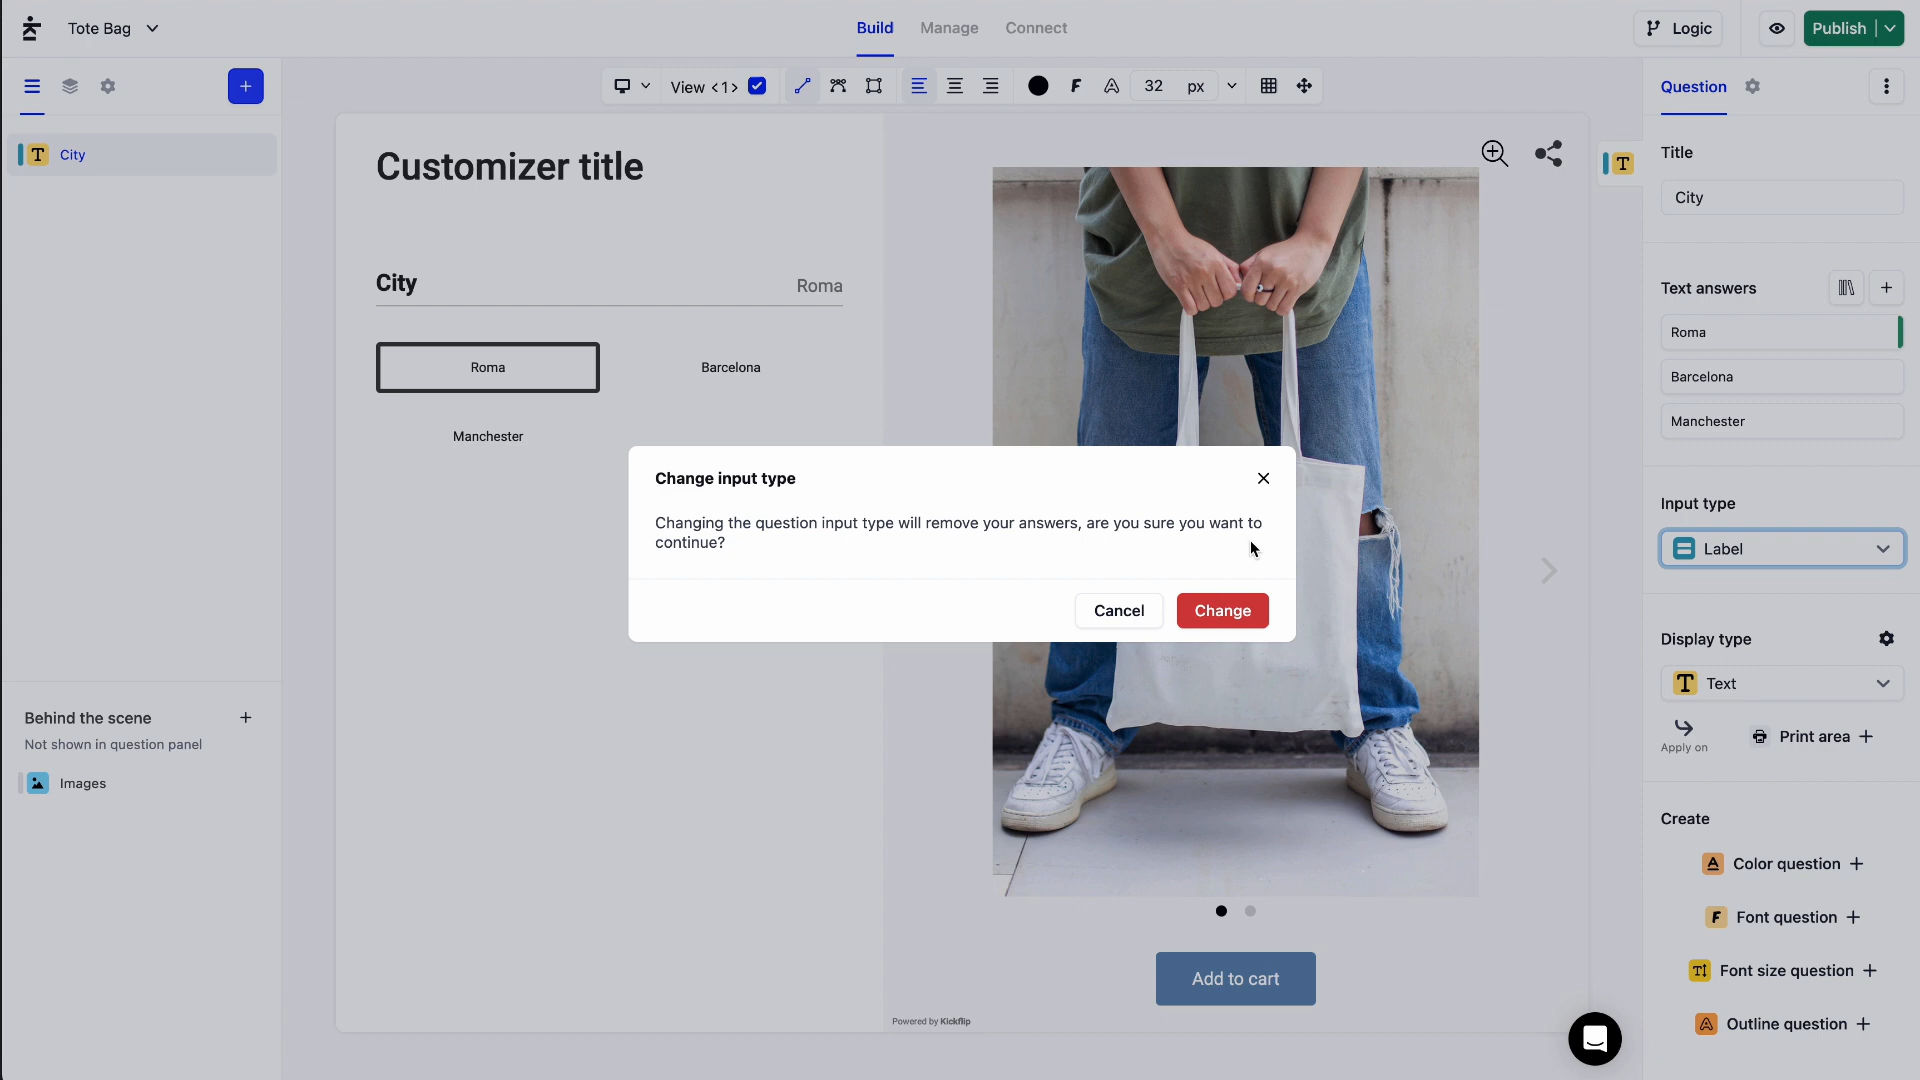 Tote Bag
Build
Manage
Connect
Logic
Publish
View <1>
32 px
Question
City
Customizer title
Title
City
City
Roma
Text answers
Roma
Barcelona
Roma
Barcelona
Manchester
Manchester
Change input type
Changing the question input type will remove your answers, are you sure you want to
continue?
Cancel
Change
Input type
Label
Display type
Text
Apply on
Print area
Behind the scene
Not shown in question panel
Images
Create
Color question
Font question
Font size question
Outline question
Add to cart
Powered by Kickflip